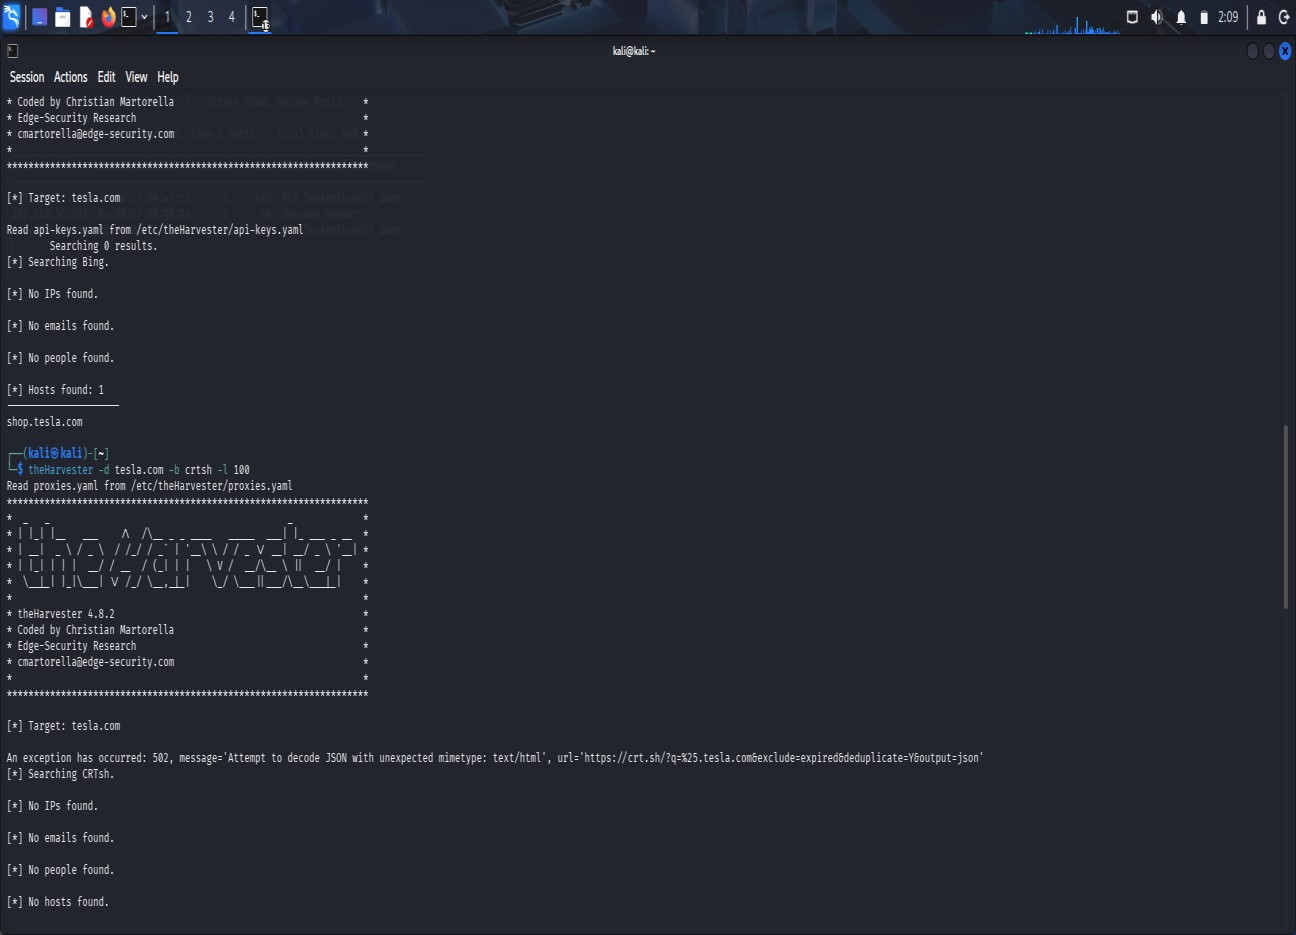 1 2 3 4
2:09
kali@kali: ~
Session Actions Edit View Help
* Coded by Christian Martorella *
* Edge-Security Research *
* cmartorella@edge-security.com *
* *
*******************************************************************
[*] Target: tesla.com
Read api-keys.yaml from /etc/theHarvester/api-keys.yaml
Searching 0 results.
[*] Searching Bing.
[*] No IPs found.
[*] No emails found.
[*] No people found.
[*] Hosts found: 1
---------------------
shop.tesla.com
┌──(kali㉿kali)-[~]
└─$ theHarvester -d tesla.com -b crtsh -l 100
Read proxies.yaml from /etc/theHarvester/proxies.yaml
*******************************************************************
theHarvester
* *
* theHarvester 4.8.2 *
* Coded by Christian Martorella *
* Edge-Security Research *
* cmartorella@edge-security.com *
* *
*******************************************************************
[*] Target: tesla.com
An exception has occurred: 502, message='Attempt to decode JSON with unexpected mimetype: text/html', url='https://crt.sh/?q=%25.tesla.com&exclude=expired&deduplicate=Y&output=json'
[*] Searching CRTsh.
[*] No IPs found.
[*] No emails found.
[*] No people found.
[*] No hosts found.